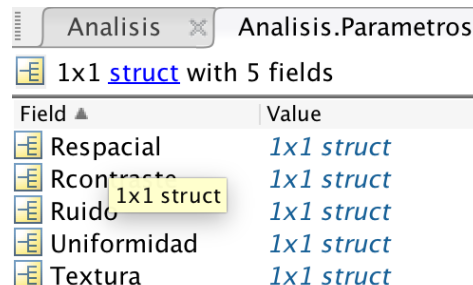 Analisis Analisis.Parametros
1x1 struct with 5 fields
Field Value
Respacial 1x1 struct
Rcontraste 1x1 struct
1x1 struct
Ruido 1x1 struct
Uniformidad 1x1 struct
Textura 1x1 struct